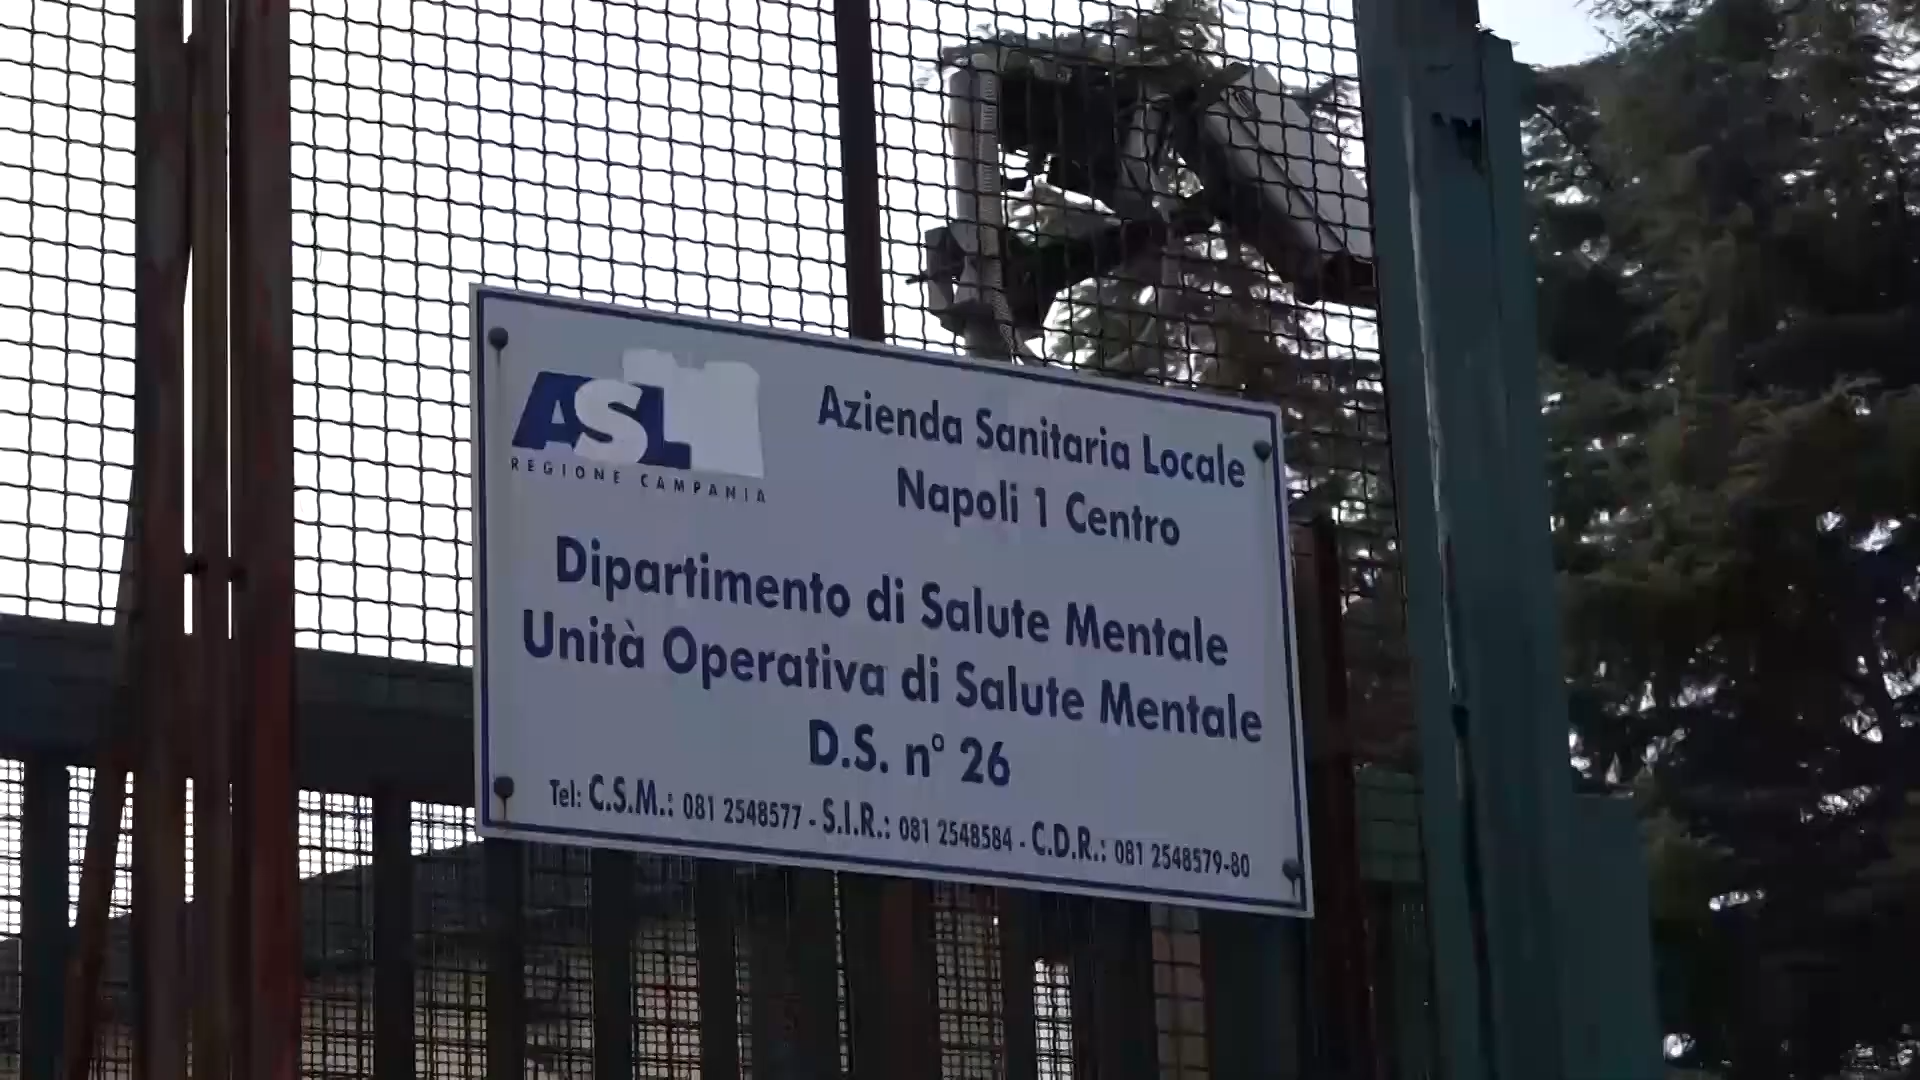 ASL
REGIONE CAMPANIA
Azienda Sanitaria Locale
Napoli 1 Centro
Dipartimento di Salute Mentale
Unità Operativa di Salute Mentale
D.S. n° 26
Tel: C.S.M.: 081 2548577 - S.I.R.: 081 2548584 - C.D.R.: 081 2548579-80